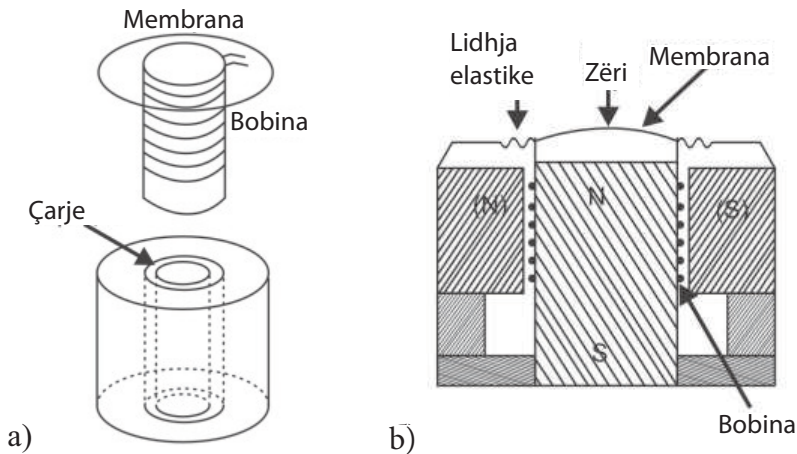 Membrana
Bobina
Çarje
a)
Lidhja
elastike
Zëri
Membrana
(N)
N
(S)
S
Bobina
b)